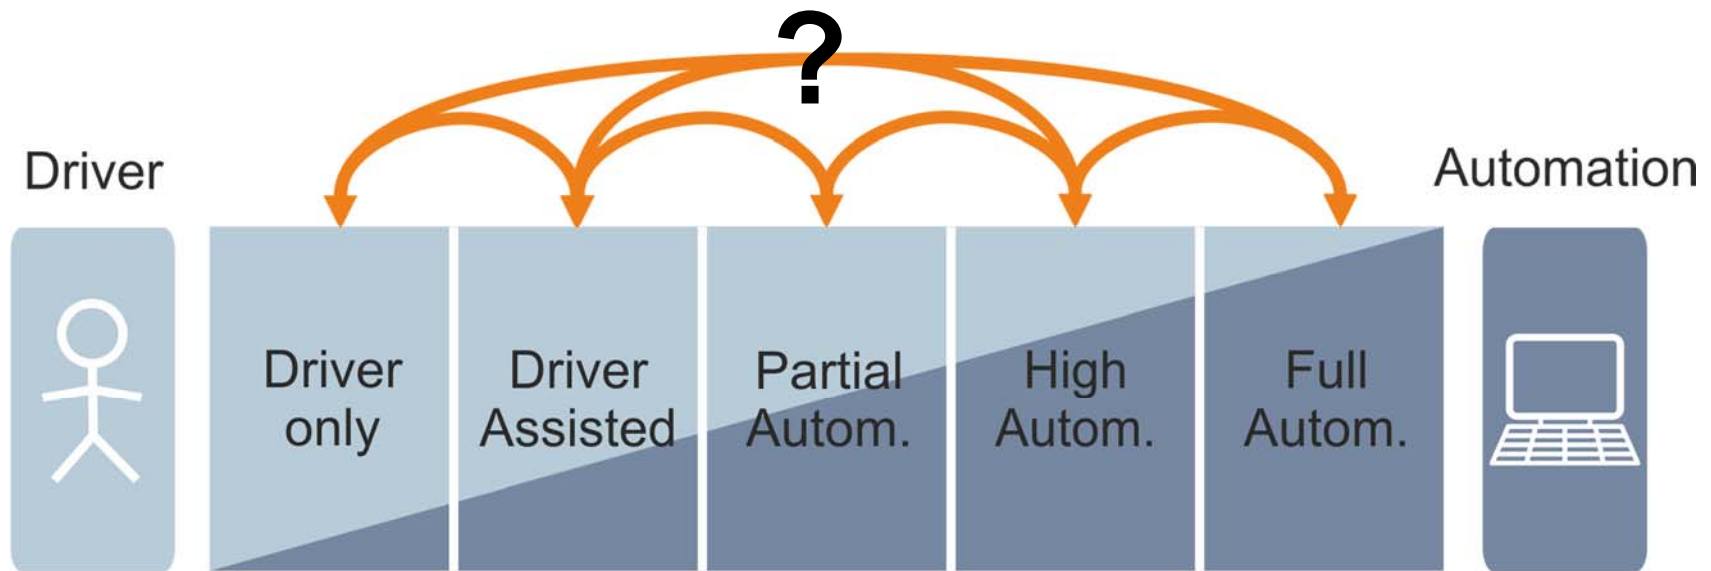 ?
Driver
Automation
Driver
only
Driver
Assisted
Partial
Autom.
High
Autom.
Full
Autom.